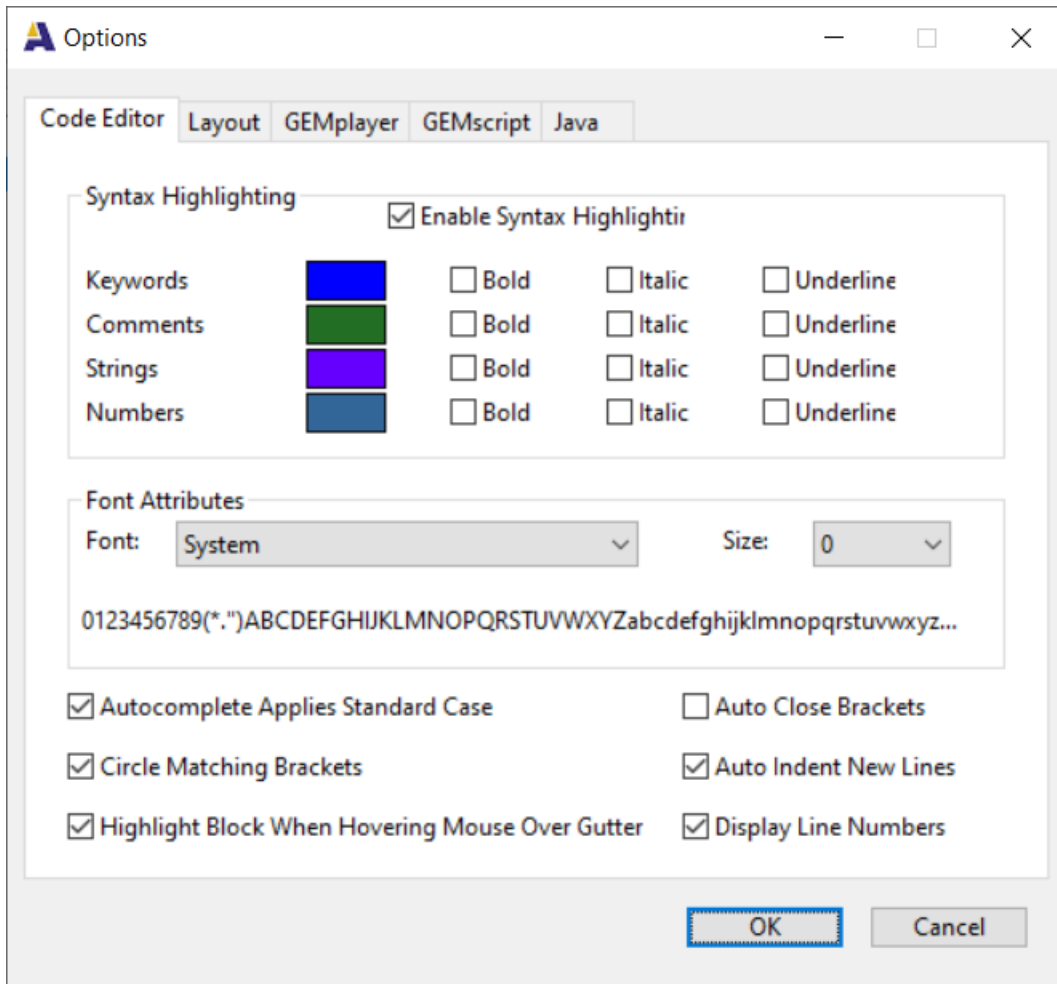 Options
Code Editor Layout GEMplayer GEMscript Java
Syntax Highlighting
Enable Syntax Highlightin
Keywords Bold Italic Underline
Comments Bold Italic Underline
Strings Bold Italic Underline
Numbers Bold Italic Underline
Font Attributes
Font: System Size: 0
0123456789(*.")ABCDEFGHIJKLMNOPQRSTUVWXYZabcdefghijklmnopqrstuvwxyz...
Autocomplete Applies Standard Case Auto Close Brackets
Circle Matching Brackets Auto Indent New Lines
Highlight Block When Hovering Mouse Over Gutter Display Line Numbers
OK Cancel